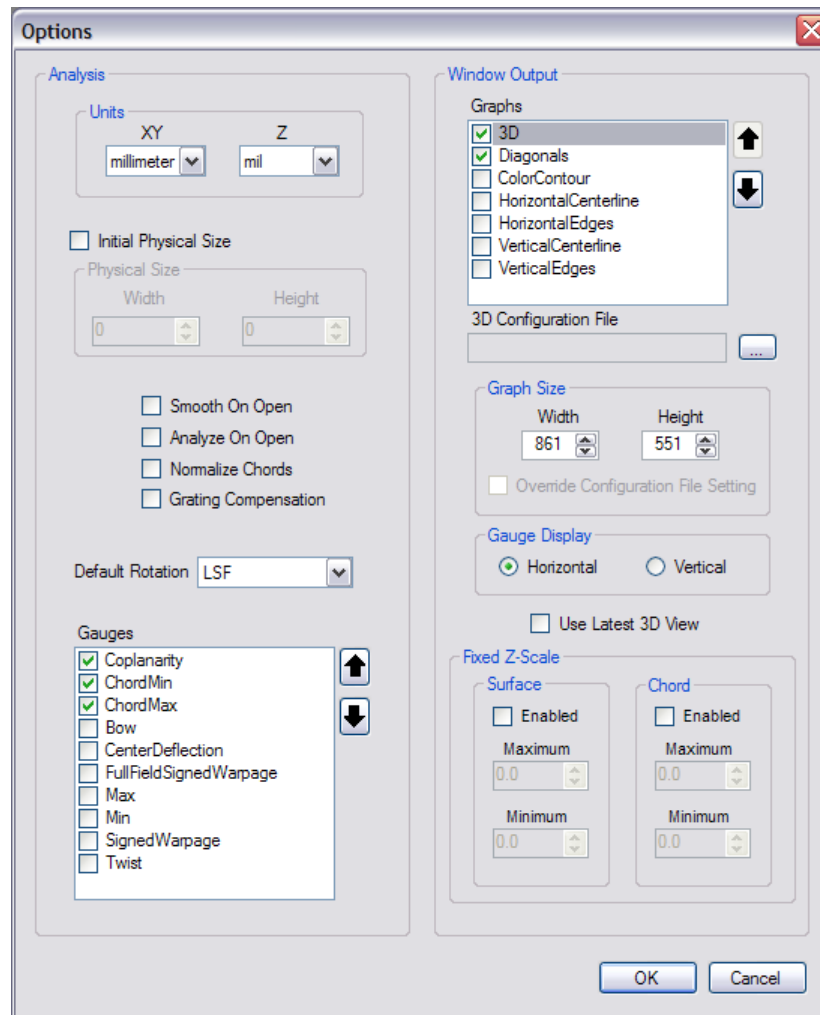 Options
Analysis
Units
XY
Z
millimeter
mil
Initial Physical Size
Physical Size
Width
Height
0
0
Smooth On Open
Analyze On Open
Normalize Chords
Grating Compensation
Default Rotation
LSF
Gauges
Coplanarity
ChordMin
ChordMax
Bow
CenterDeflection
FullFieldSignedWarpage
Max
Min
SignedWarpage
Twist
Window Output
Graphs
3D
Diagonals
ColorContour
HorizontalCenterline
HorizontalEdges
VerticalCenterline
VerticalEdges
3D Configuration File
...
Graph Size
Width
Height
861
551
Override Configuration File Setting
Gauge Display
Horizontal
Vertical
Use Latest 3D View
Fixed Z-Scale
Surface
Enabled
Maximum
0.0
Minimum
0.0
Chord
Enabled
Maximum
0.0
Minimum
0.0
OK
Cancel